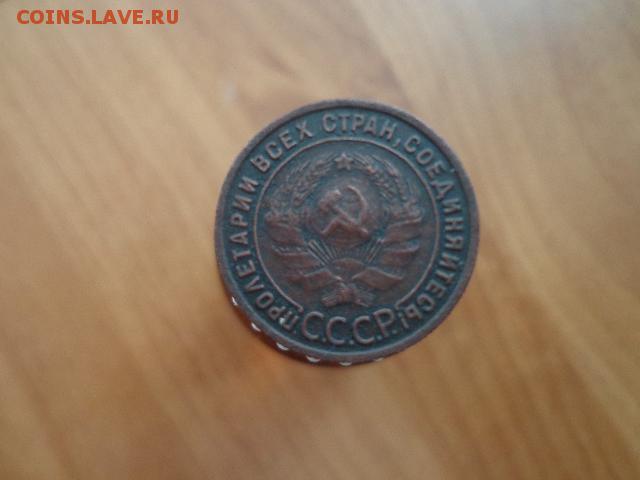 COINS.LAVE.RU
ПРОЛЕТАРИИ ВСЕХ СТРАН, СОЕДИНЯЙТЕСЬ!
С.С.С.Р.